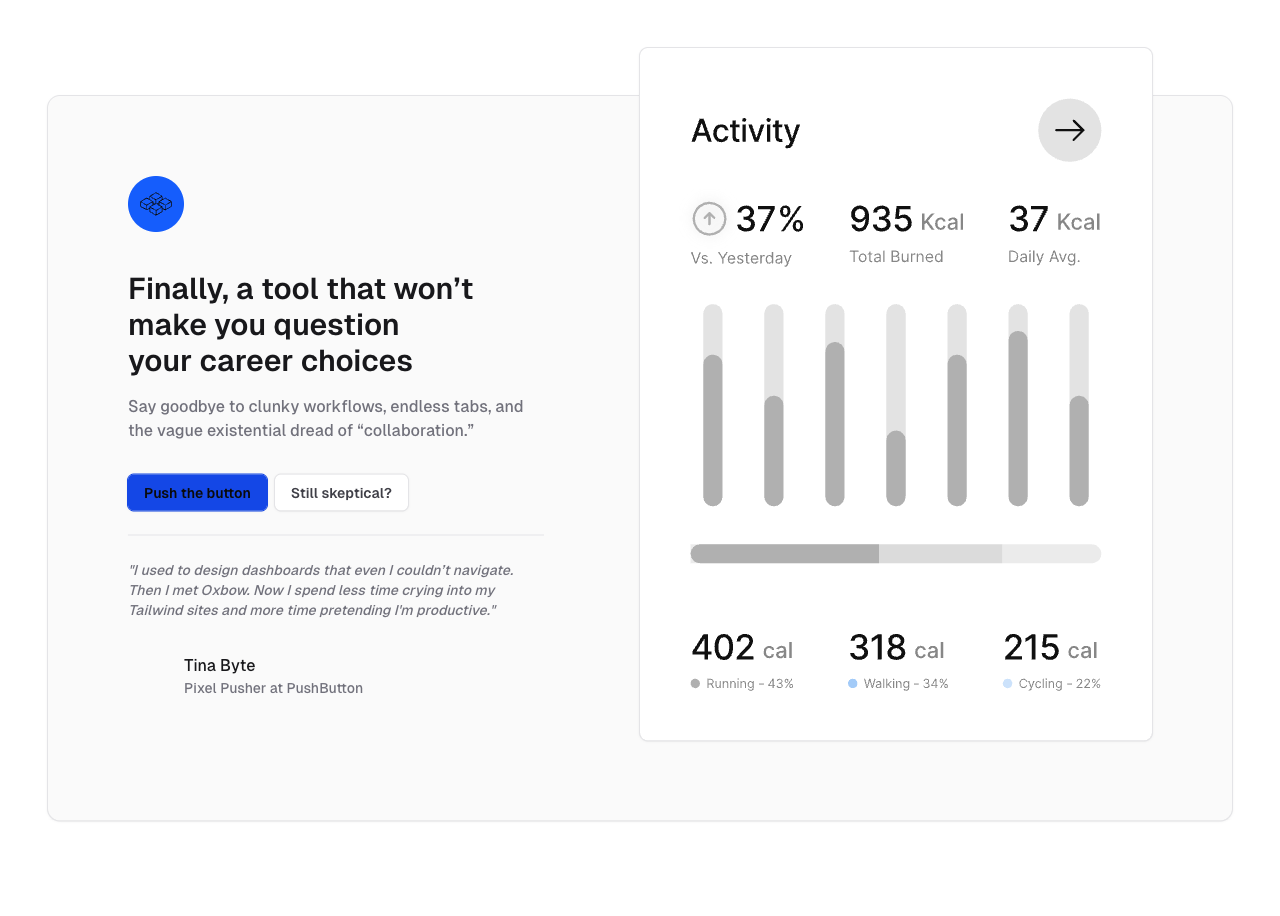 Finally, a tool that won’t
make you question
your career choices
Say goodbye to clunky workflows, endless tabs, and
the vague existential dread of “collaboration.”
Push the button
Still skeptical?
"I used to design dashboards that even I couldn’t navigate.
Then I met Oxbow. Now I spend less time crying into my
Tailwind sites and more time pretending I'm productive."
Tina Byte
Pixel Pusher at PushButton
Activity
37%
Vs. Yesterday
935 Kcal
Total Burned
37 Kcal
Daily Avg.
402 cal
Running - 43%
318 cal
Walking - 34%
215 cal
Cycling - 22%